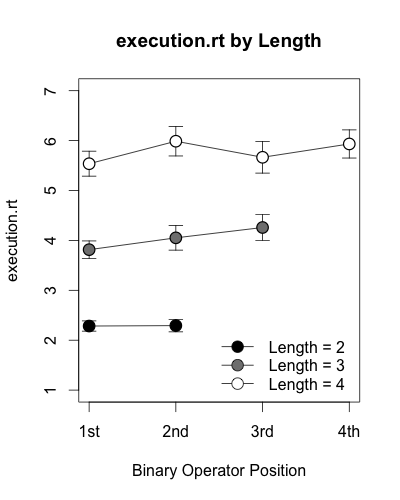 execution.rt by Length
execution.rt
7
6
5
4
3
2
1
Length = 2
Length = 3
Length = 4
1st 2nd 3rd 4th
Binary Operator Position